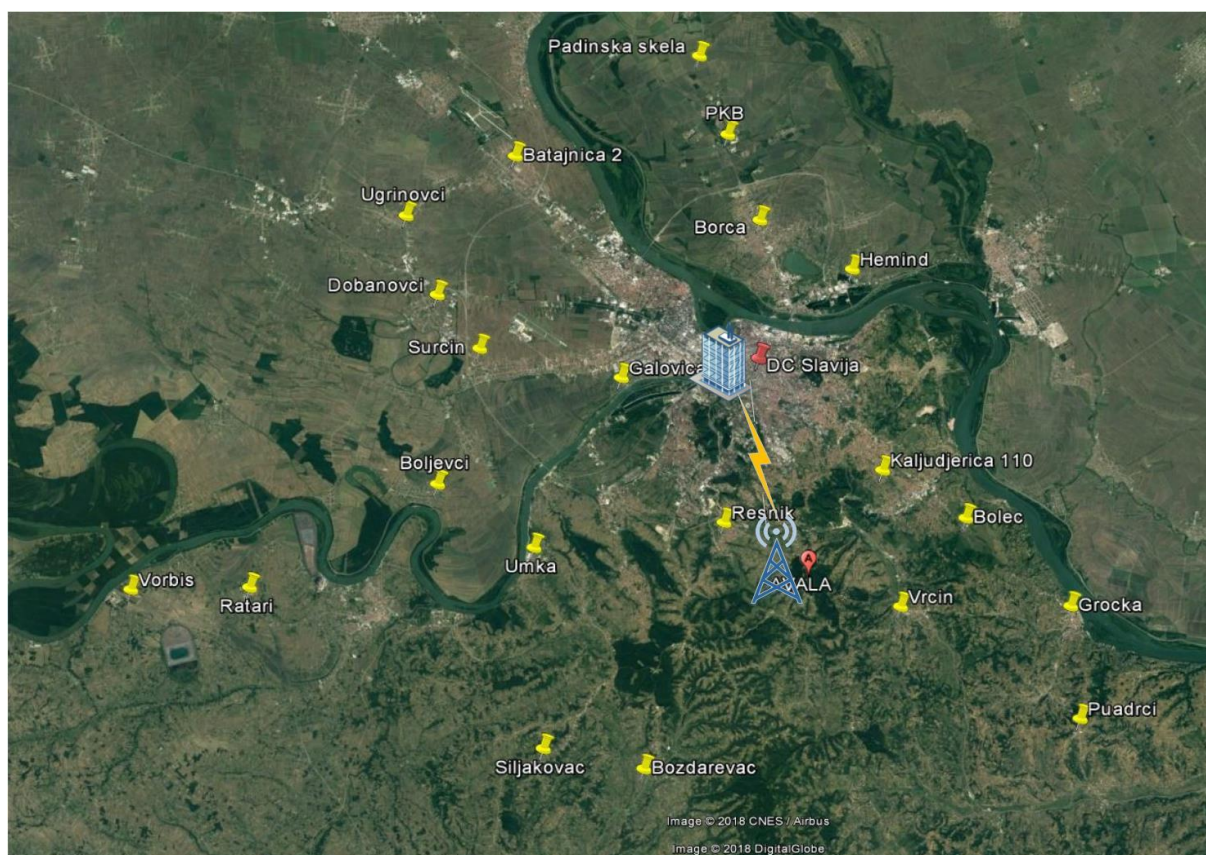 Padinska skela
PKB
Batajnica 2
Ugrinovci
Borca
Hemind
Dobanovci
Surcin
DC Slavija
Galovica
Kaljudjerica 110
Boljevci
Resnik
Bolec
Umka
A
AVALA
Vorbis
Ratari
Vrcin
Grocka
Puadrci
Siljakovac
Bozdarevac
Image © 2018 CNES / Airbus
Image © 2018 DigitalGlobe